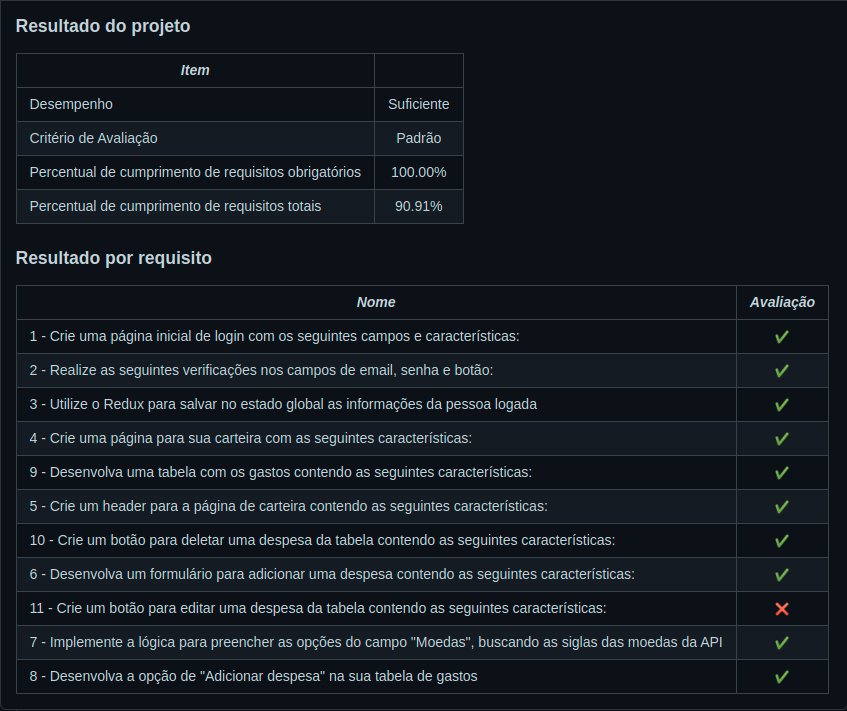 Resultado do projeto
Item
Desempenho Suficiente
Critério de Avaliação Padrão
Percentual de cumprimento de requisitos obrigatórios 100.00%
Percentual de cumprimento de requisitos totais 90.91%
Resultado por requisito
Nome Avaliação
1 - Crie uma página inicial de login com os seguintes campos e características:
2 - Realize as seguintes verificações nos campos de email, senha e botão:
3 - Utilize o Redux para salvar no estado global as informações da pessoa logada
4 - Crie uma página para sua carteira com as seguintes características:
9 - Desenvolva uma tabela com os gastos contendo as seguintes características:
5 - Crie um header para a página de carteira contendo as seguintes características:
10 - Crie um botão para deletar uma despesa da tabela contendo as seguintes características:
6 - Desenvolva um formulário para adicionar uma despesa contendo as seguintes características:
11 - Crie um botão para editar uma despesa da tabela contendo as seguintes características:
7 - Implemente a lógica para preencher as opções do campo "Moedas", buscando as siglas das moedas da API
8 - Desenvolva a opção de "Adicionar despesa" na sua tabela de gastos